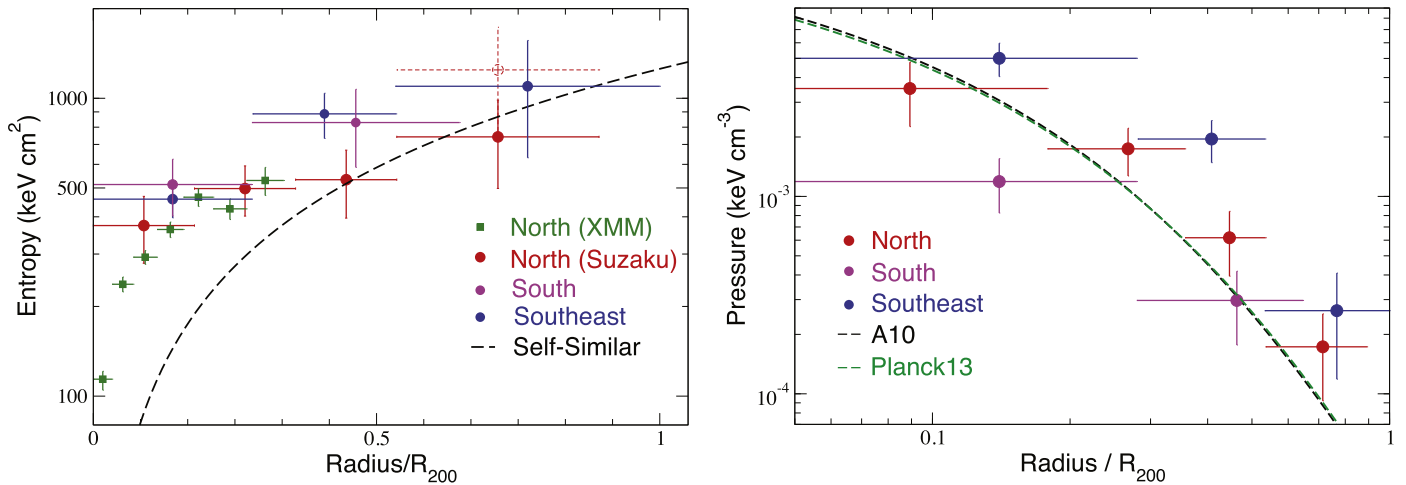 Entropy (keV cm2)
1000
500
100
North (XMM)
North (Suzaku)
South
Southeast
Self-Similar
0
0.5
1
Radius/R200
Pressure (keV cm-3)
10-3
10-4
North
South
Southeast
A10
Planck13
0.1
1
Radius / R200